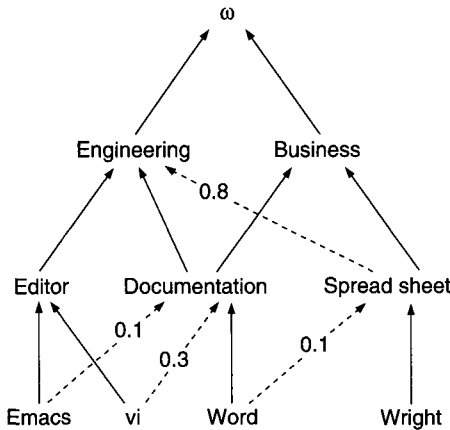 ω
Engineering Business
0.8
Editor Documentation Spread sheet
0.1
0.3
0.1
Emacs vi Word Wright